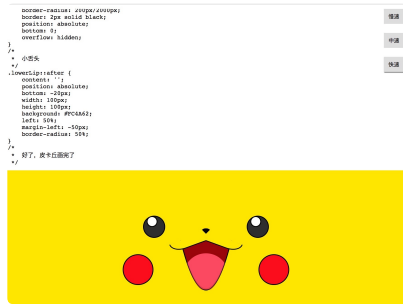 border-radius: 200px/2000px;
border: 2px solid black;
position: absolute;
bottom: 0;
overflow: hidden;
}
/*
* 小舌头
*/
.lowerLip::after {
content: '';
position: absolute;
bottom: -20px;
width: 100px;
height: 100px;
background: #FC4A62;
left: 50%;
margin-left: -50px;
border-radius: 50%;
}
/*
* 好了，皮卡丘画完了
*/
慢速
中速
快速